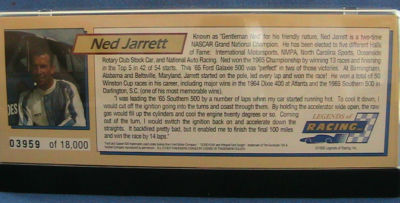 Ned Jarrett
Known as "Gentleman Ned" for his friendly nature, Ned Jarrett is a two-time
NASCAR Grand National Champion. He has been elected to five different Halls
of Fame: International Motorsports, NMPA, North Carolina Sports, Oceanside
Rotary Club Stock Car, and National Auto Racing. Ned won the 1965 Championship by winning 13 races and finishing
in the Top 5 in 42 of 54 starts. This '65 Ford Galaxie 500 was "perfect" in two of those victories. At Birmingham,
Alabama and Beltsville, Maryland, Jarrett started on the pole, led every lap and won the race! He won a total of 50
Winston Cup races in his career, including major wins in the 1964 Dixie 400 at Atlanta and the 1965 Southern 500 in
Darlington, S.C. (one of his most memorable wins).
"I was leading the '65 Southern 500 by a number of laps when my car started running hot. To cool it down, I
would cut off the ignition going into the turns and coast through there. By holding the accelerator wide open, the raw
gas would fill up the cylinders and cool the engine twenty degrees or so. Coming
out of the turn, I would switch the ignition back on and accelerate down the
straights. It backfired pretty bad, but it enabled me to finish the final 100 miles
and win the race by 14 laps."
DES
03959 of 18,000
LEGENDS of
RACING